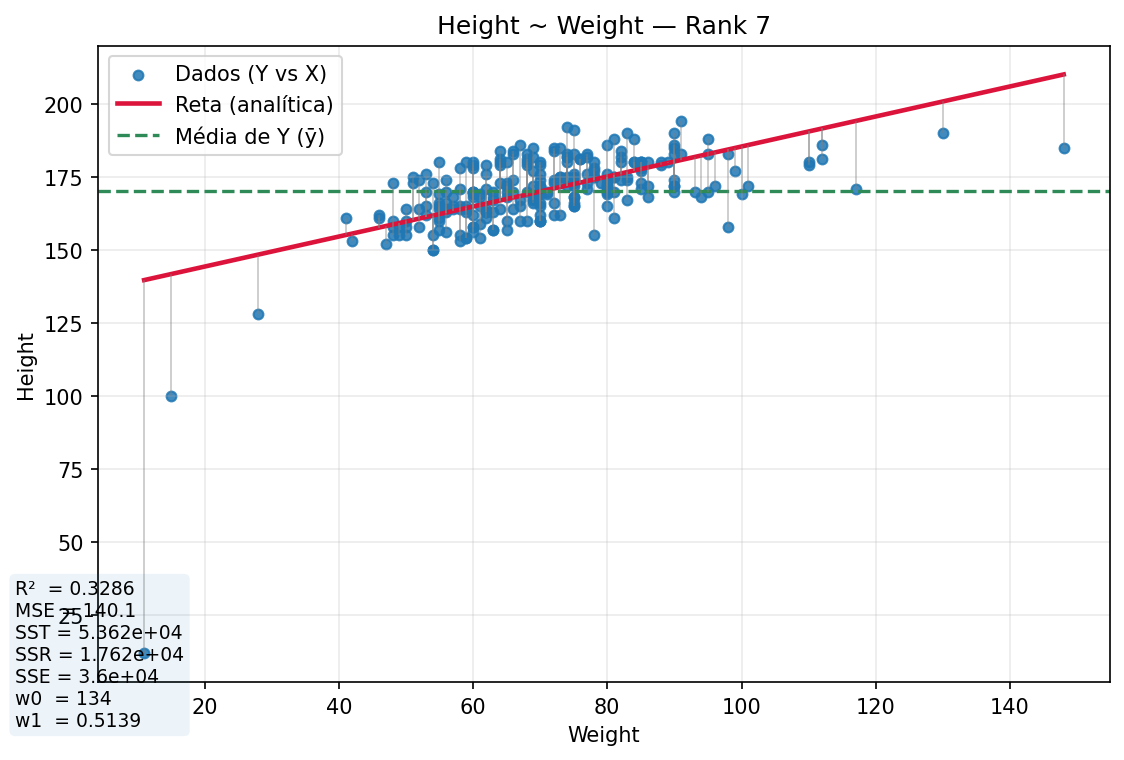 Height ~ Weight — Rank 7
Dados (Y vs X)
Reta (analítica)
Média de Y (ȳ)
200
175
150
125
100
75
50
25
Height
R² = 0.3286
MSE = 140.1
SST = 5.362e+04
SSR = 1.762e+04
SSE = 3.6e+04
w0 = 134
w1 = 0.5139
20 40 60 80 100 120 140
Weight